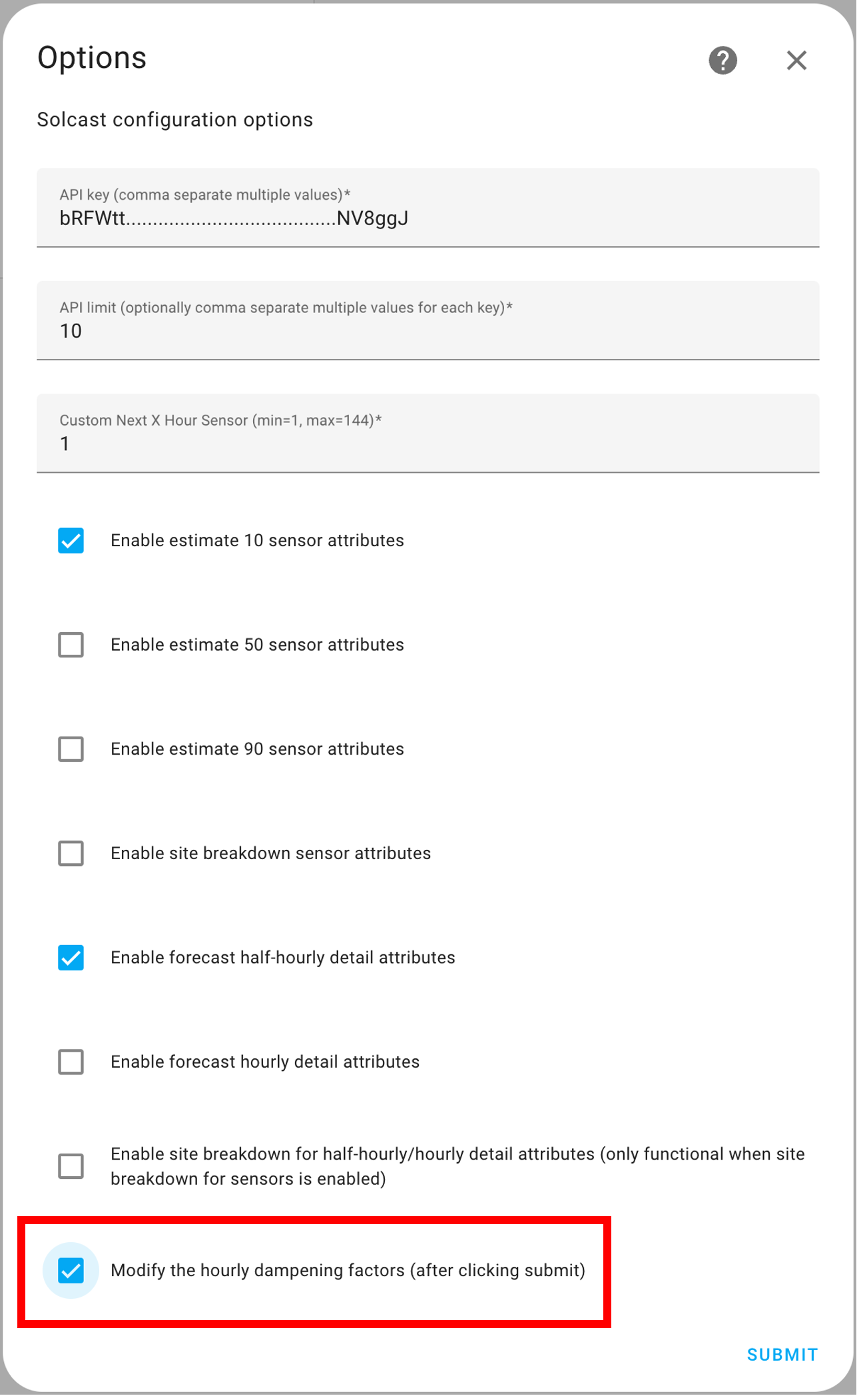 Options
Solcast configuration options
API key (comma separate multiple values)*
bRFWtt.......................................NV8ggJ
API limit (optionally comma separate multiple values for each key)*
10
Custom Next X Hour Sensor (min=1, max=144)*
1
Enable estimate 10 sensor attributes
Enable estimate 50 sensor attributes
Enable estimate 90 sensor attributes
Enable site breakdown sensor attributes
Enable forecast half-hourly detail attributes
Enable forecast hourly detail attributes
Enable site breakdown for half-hourly/hourly detail attributes (only functional when site
breakdown for sensors is enabled)
Modify the hourly dampening factors (after clicking submit)
SUBMIT